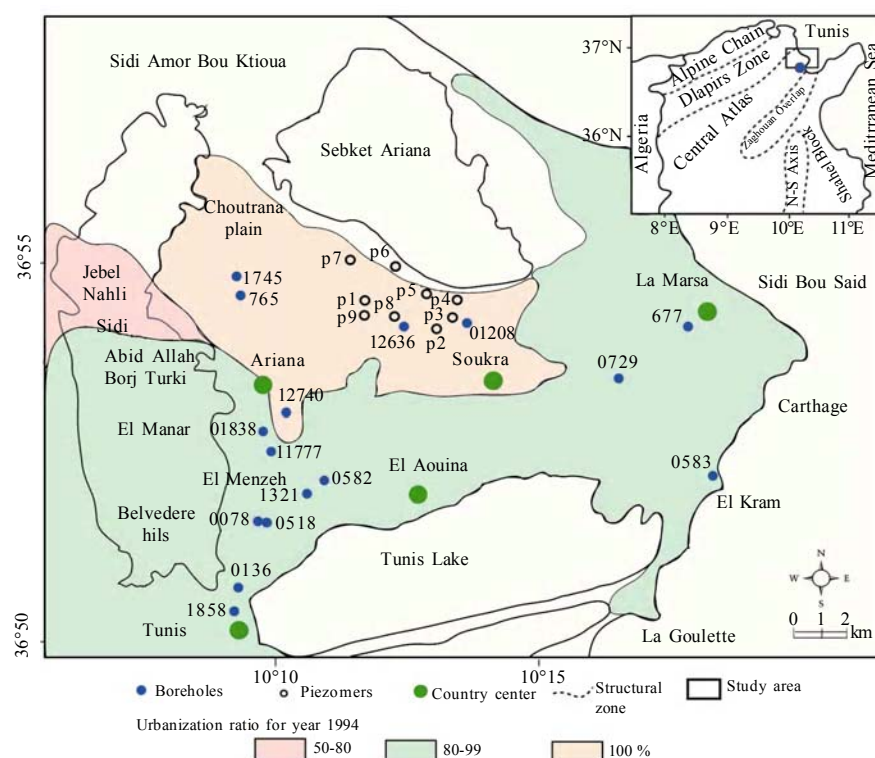 Sidi Amor Bou Ktioua
Tunis
37°N
Alpine Chain
Dlapirs Zone
Central Atlas
Zaghouan Overlap
36°N
Algeria
N-S Axis
Shahel Block
Meditrranean Sea
8°E
9°E
10°E
11°E
Sebket Ariana
Choutrana
plain
36°55
p7
p6
Jebel
Nahli
Sidi
1745
765
p1
p9
p8
p5
p4
p3
p2
12636
01208
La Marsa
677
Sidi Bou Said
Abid Allah
Borj Turki
Ariana
Soukra
0729
12740
Carthage
El Manar
01838
11777
El Menzeh
0582
1321
El Aouina
0583
El Kram
Belvedere
hils
0078
0518
Tunis Lake
0136
1858
Tunis
La Goulette
N
W
E
S
0 1 2
km
36°50
10°10
10°15
Boreholes
Piezomers
Country center
Structural
zone
Study area
Urbanization ratio for year 1994
50-80
80-99
100 %